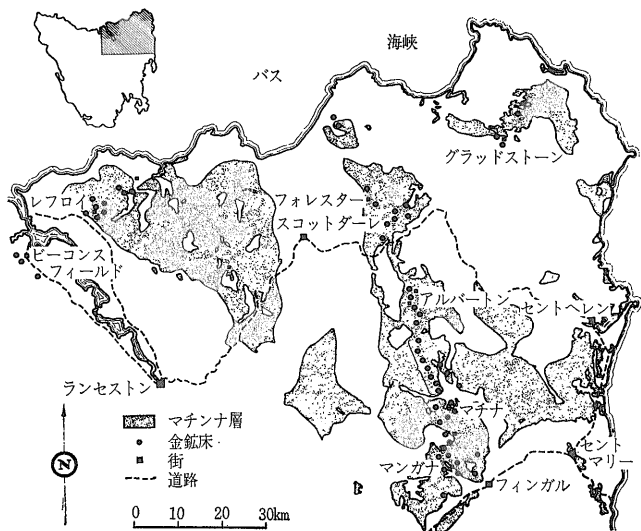 海峡
バス
グラッドストーン
レフロイ
フォレスター
スコットダーレ
ビーコンス
フィールド
アルバートン
セントヘレン
ランセストン
マチナ
マチンナ層
金鉱床
街
道路
セント
マリー
マンガナ
フィンガル
N
0 10 20 30km